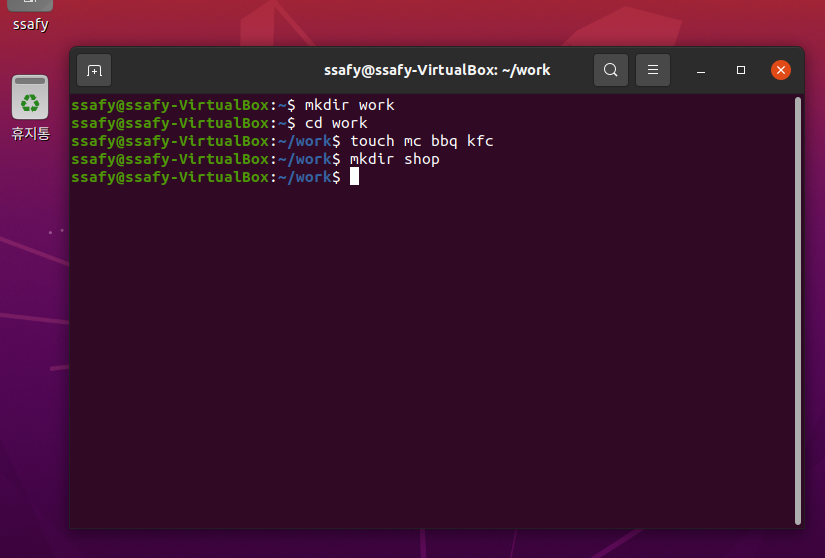 ssafy
휴지통
ssafy@ssafy-VirtualBox: ~/work
ssafy@ssafy-VirtualBox:~$ mkdir work
ssafy@ssafy-VirtualBox:~$ cd work
ssafy@ssafy-VirtualBox:~/work$ touch mc bbq kfc
ssafy@ssafy-VirtualBox:~/work$ mkdir shop
ssafy@ssafy-VirtualBox:~/work$